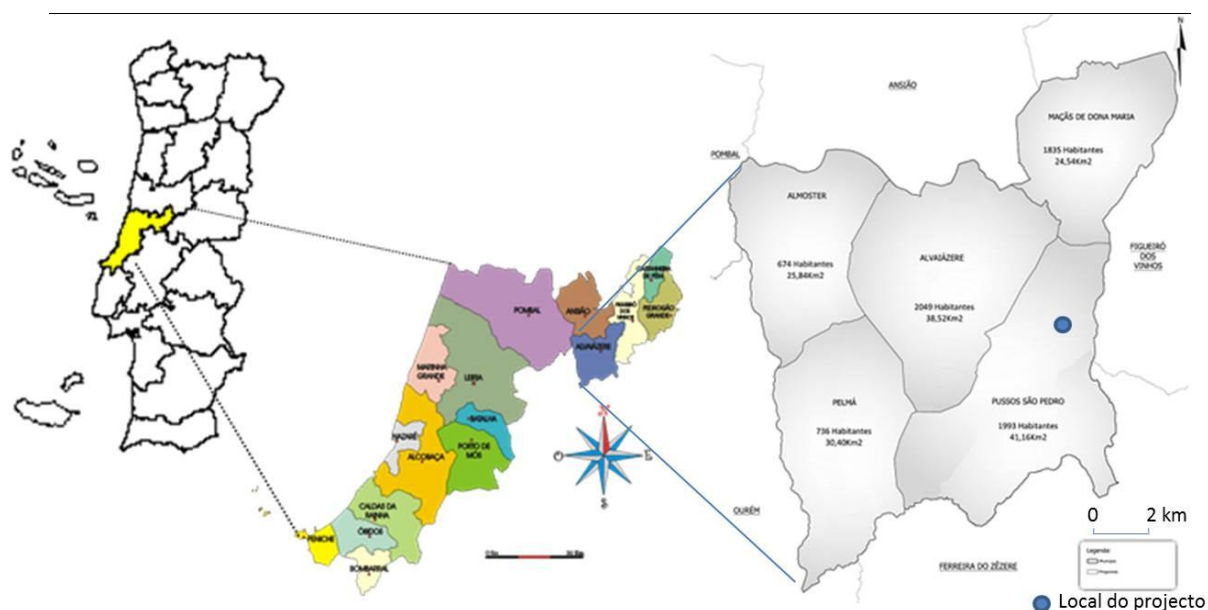 N
ANSIÃO
MAÇÃS DE DONA MARIA
1835 Habitantes
24,54Km2
POMBAL
ALMOSTER
674 Habitantes
25,84Km2
ALVAIÁZERE
2049 Habitantes
38,52Km2
FIGUEIRÓ
DOS
VINHOS
PELMÁ
736 Habitantes
30,40Km2
PUSSOS SÃO PEDRO
1993 Habitantes
41,16Km2
OURÉM
FERREIRA DO ZÊZERE
0 2 km
Legenda:
Local do projecto
POMBAL
ANSIÃO
ALVAIÁZERE
PEDROGÃO
GRANDE
MARINHA
GRANDE
LEIRIA
BATALHA
NAZARÉ
ALCOBAÇA
PORTO DE
MÓS
CALDAS DA
RAINHA
ÓBIDOS
PENICHE
BOMBARRAL
O
E
S